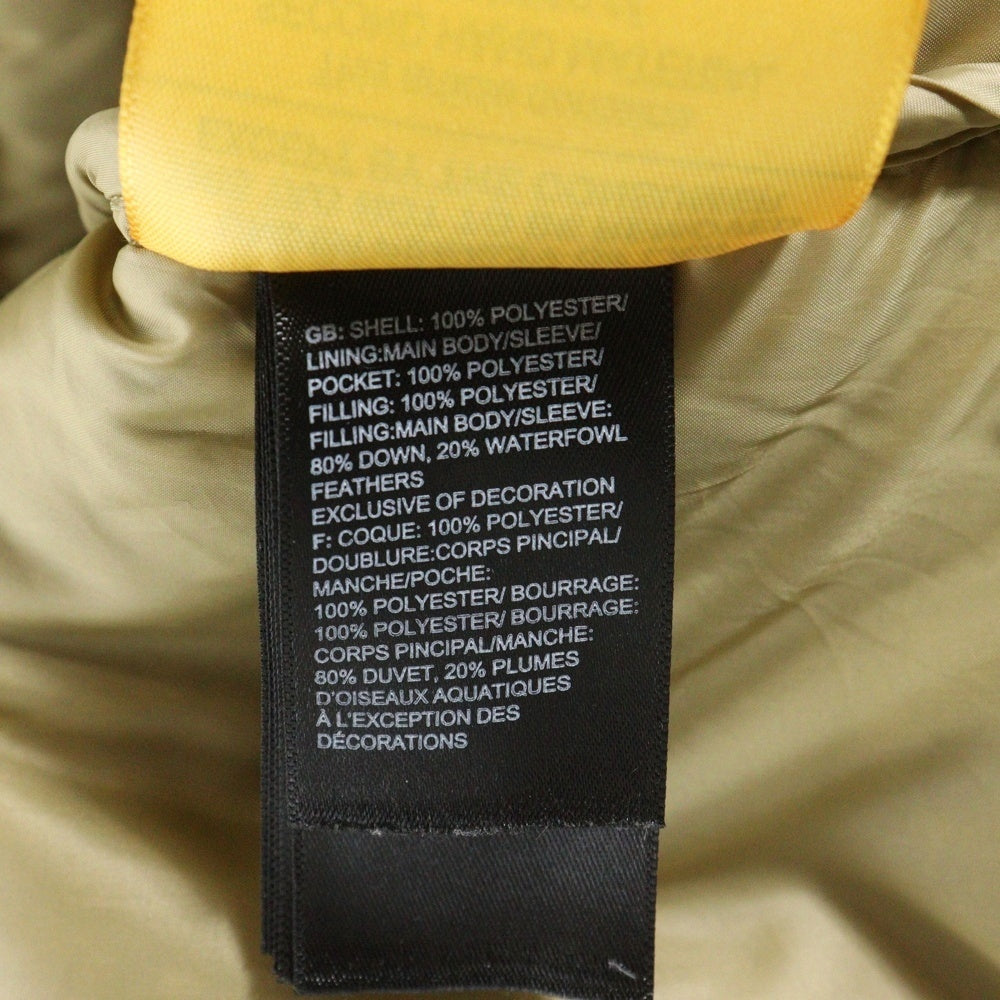 GB: SHELL: 100% POLYESTER/
LINING:MAIN BODY/SLEEVE/
POCKET: 100% POLYESTER/
FILLING: 100% POLYESTER/
FILLING:MAIN BODY/SLEEVE:
80% DOWN, 20% WATERFOWL
FEATHERS
EXCLUSIVE OF DECORATION
F: COQUE: 100% POLYESTER/
DOUBLURE:CORPS PINCIPAL/
MANCHE/POCHE:
100% POLYESTER/ BOURRAGE:
100% POLYESTER/ BOURRAGE:
CORPS PINCIPAL/MANCHE:
80% DUVET, 20% PLUMES
D'OISEAUX AQUATIQUES
À L'EXCEPTION DES
DÉCORATIONS